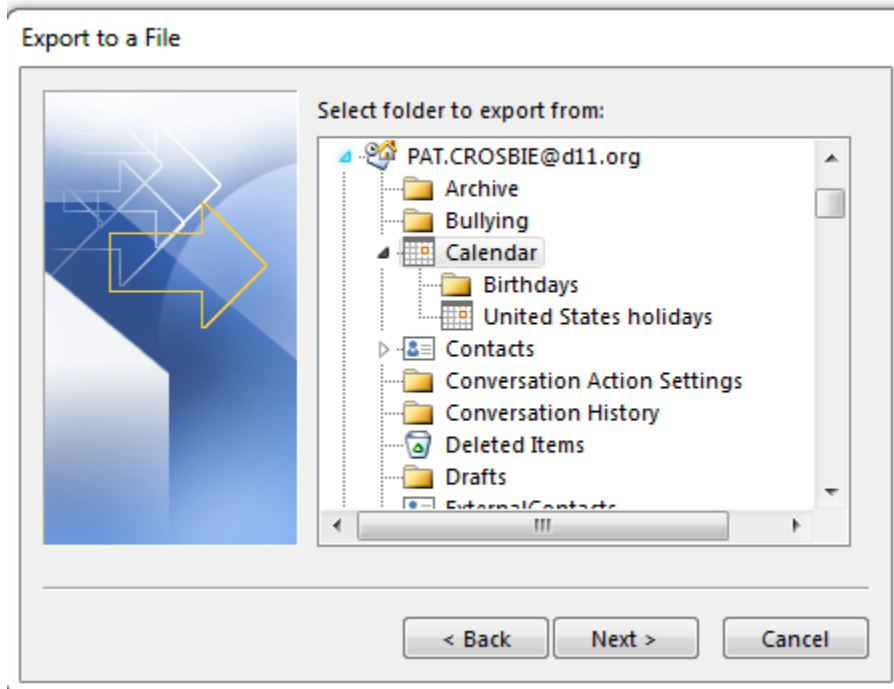 Export to a File
Select folder to export from:
PAT.CROSBIE@d11.org
Archive
Bullying
Calendar
Birthdays
United States holidays
Contacts
Conversation Action Settings
Conversation History
Deleted Items
Drafts
ExternalContacts
< Back
Next >
Cancel